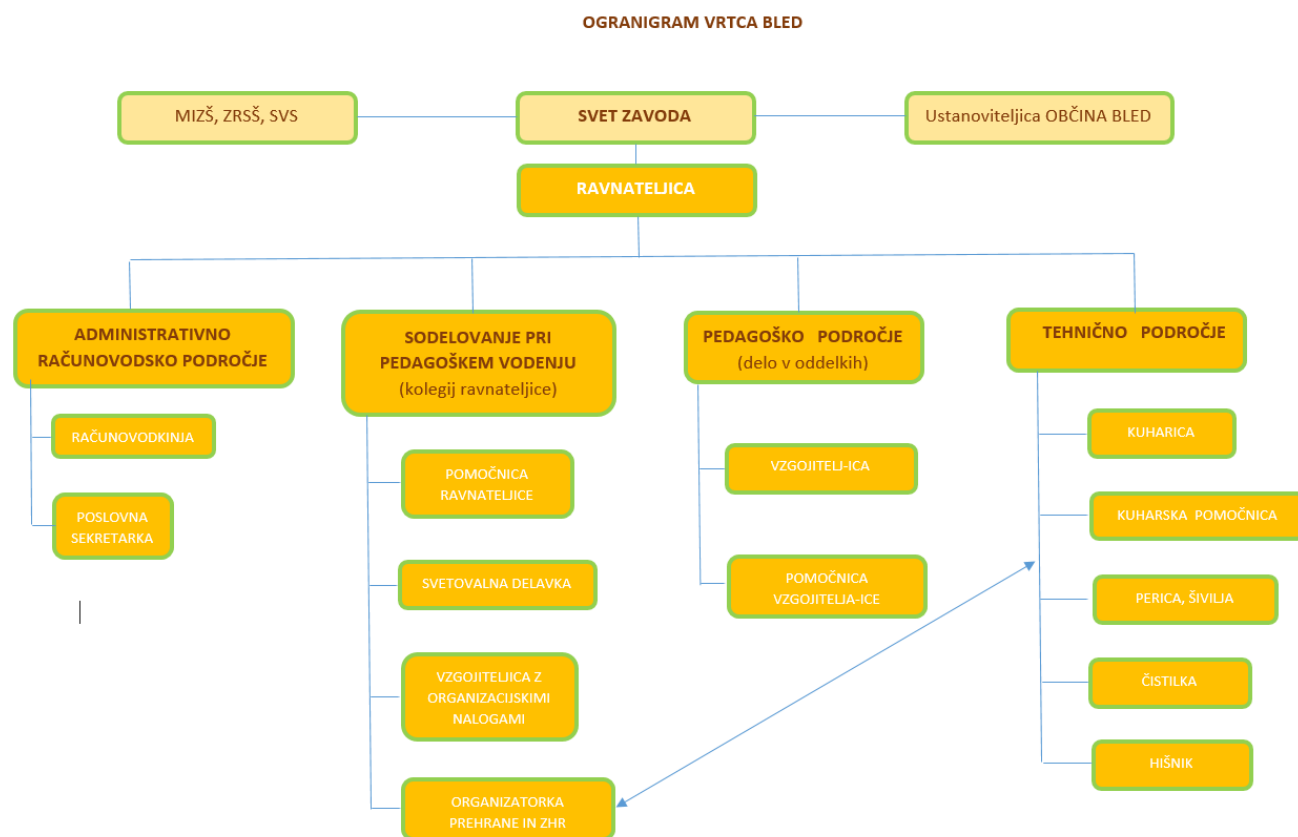 OGRANIGRAM VRTCA BLED
MIZŠ, ZRSŠ, SVS
SVET ZAVODA
Ustanoviteljica OBČINA BLED
RAVNATELJICA
ADMINISTRATIVNO
RAČUNOVODSKO PODROČJE
RAČUNOVODKINJA
POSLOVNA
SEKRETARKA
SODELOVANJE PRI
PEDAGOŠKEM VODENJU
(kolegij ravnateljice)
POMOČNICA
RAVNATELJICE
SVETOVALNA DELAVKA
VZGOJITELJICA Z
ORGANIZACIJSKIMI
NALOGAMI
ORGANIZATORKA
PREHRANE IN ZHR
PEDAGOŠKO PODROČJE
(delo v oddelkih)
VZGOJITELJ-ICA
POMOČNICA
VZGOJITELJA-ICE
TEHNIČNO PODROČJE
KUHARICA
KUHARSKA POMOČNICA
PERICA, ŠIVILJA
ČISTILKA
HIŠNIK